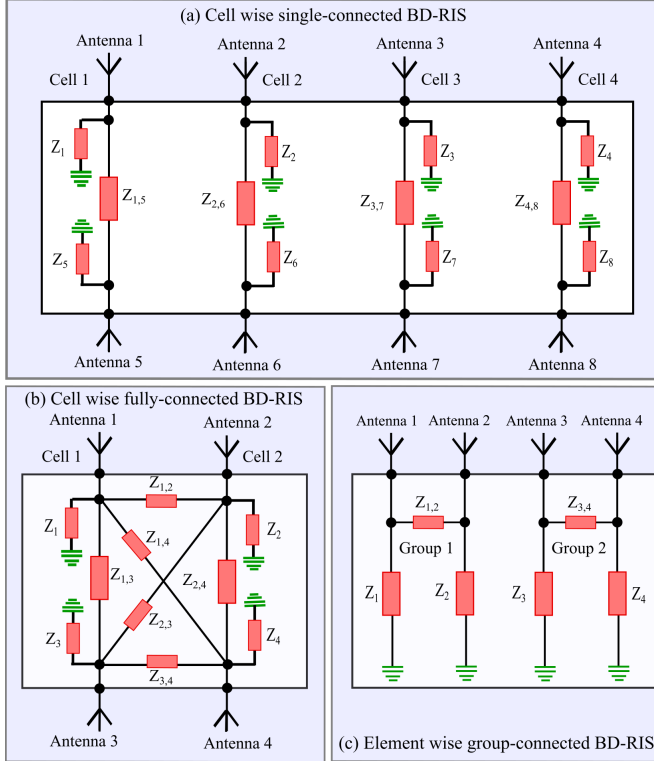 (a) Cell wise single-connected BD-RIS
Antenna 1 Antenna 2 Antenna 3 Antenna 4
Cell 1 Cell 2 Cell 3 Cell 4
Z1 Z2 Z3 Z4
Z1,5 Z2,6 Z3,7 Z4,8
Z5 Z6 Z7 Z8
Antenna 5 Antenna 6 Antenna 7 Antenna 8
(b) Cell wise fully-connected BD-RIS
Antenna 1 Antenna 2
Cell 1 Cell 2
Z1,2
Z1 Z1,4 Z2
Z1,3 Z2,4
Z3 Z2,3 Z4
Z3,4
Antenna 3 Antenna 4
Antenna 1 Antenna 2 Antenna 3 Antenna 4
Z1,2 Z3,4
Group 1 Group 2
Z1 Z2 Z3 Z4
(c) Element wise group-connected BD-RIS